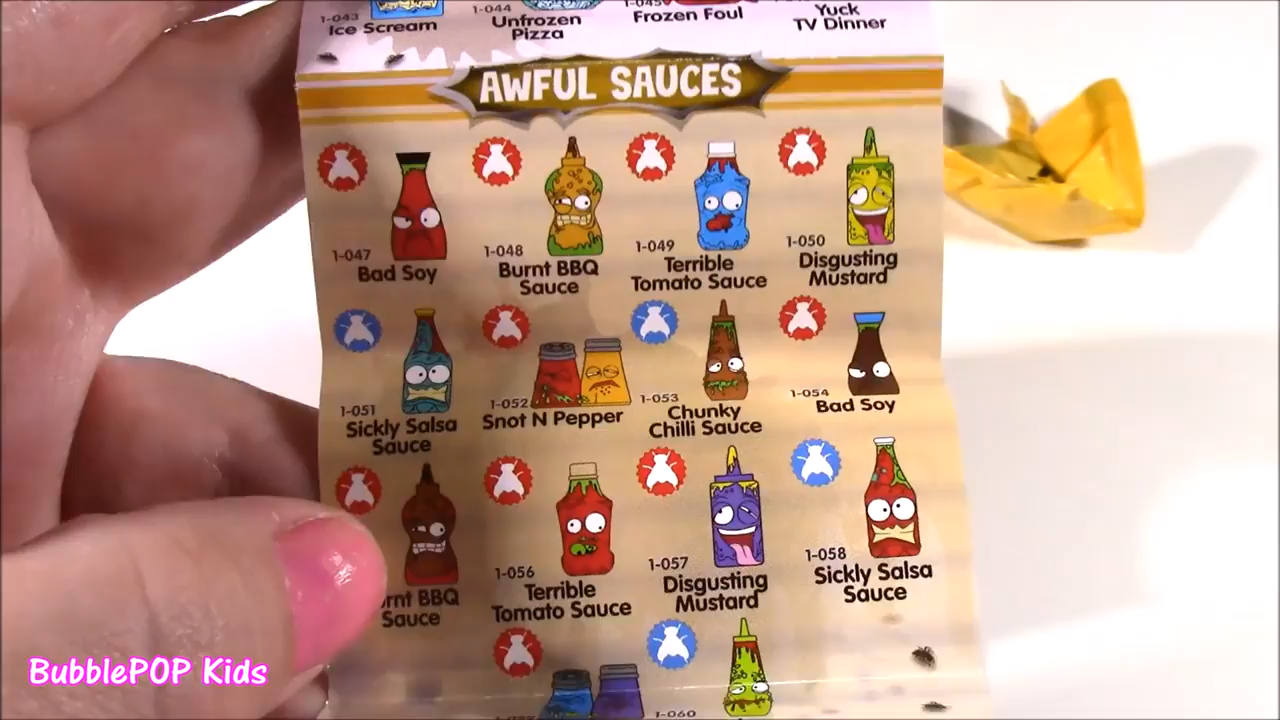 1-043
Ice Scream
1-044
Unfrozen
Pizza
1-045
Frozen Foul
Yuck
TV Dinner
AWFUL SAUCES
1-047
Bad Soy
1-048
Burnt BBQ
Sauce
1-049
Terrible
Tomato Sauce
1-050
Disgusting
Mustard
1-051
Sickly Salsa
Sauce
1-052
Snot N Pepper
1-053
Chunky
Chilli Sauce
1-054
Bad Soy
rnt BBQ
Sauce
1-056
Terrible
Tomato Sauce
1-057
Disgusting
Mustard
1-058
Sickly Salsa
Sauce
1-060
BubblePOP Kids